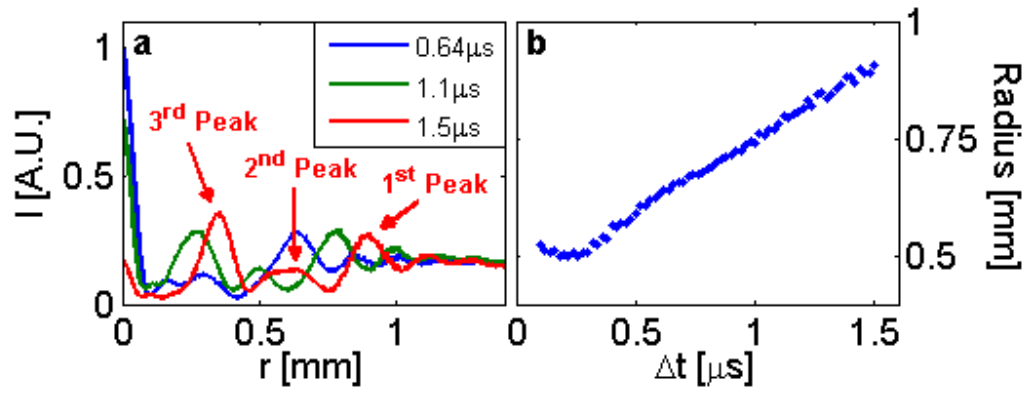 a
I [A.U.]
1
0.5
0
0.64μs
1.1μs
1.5μs
3rd Peak
2nd Peak
1st Peak
0
0.5
1
r [mm]
b
1
0.75
0.5
Radius [mm]
0
0.5
1
1.5
Δt [μs]